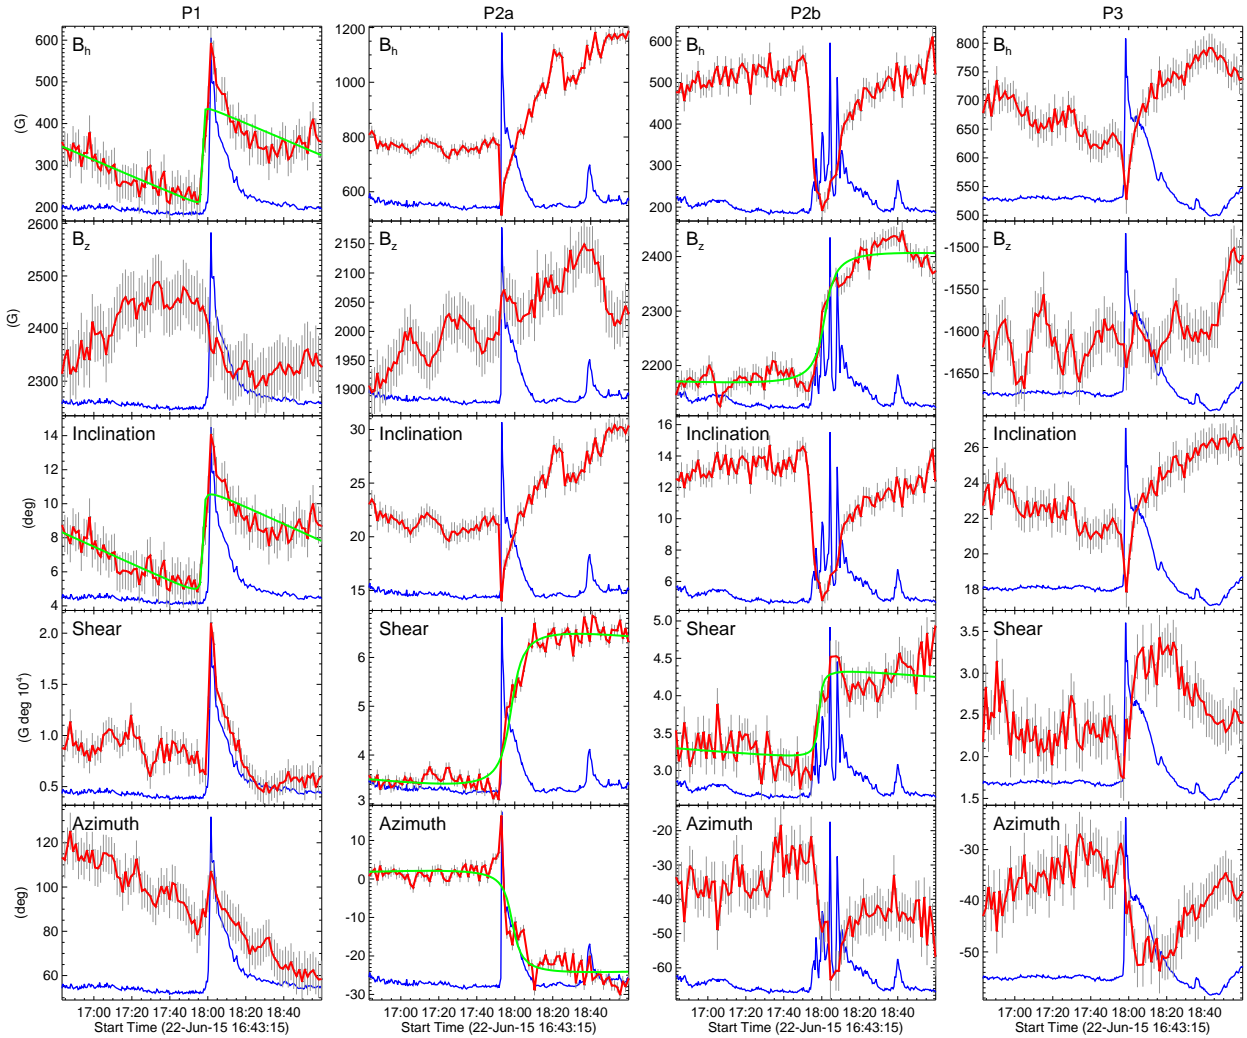 P1 P2a P2b P3
B_h B_h B_h B_h
600 1200 600 800
500 1000 500 750
(G) 400 800 400 700
300 600 300 650
200 200 600
550
500
B_z B_z B_z B_z
2600 2150 2400 -1500
2500 2100 2300 -1550
(G) 2400 2050 2200 -1600
2300 2000 -1650
1950
1900
Inclination Inclination Inclination Inclination
14 30 16 26
12 25 14 24
10 20 12 22
(deg) 8 15 10 20
6 8 18
4 6
Shear Shear Shear Shear
2.0 6 5.0 3.5
1.5 5 4.5 3.0
(G deg 10⁴) 1.0 4 4.0 2.5
0.5 3 3.5 2.0
3.0 1.5
Azimuth Azimuth Azimuth Azimuth
120 10 -20 -30
100 0 -30 -40
(deg) 80 -10 -40 -50
60 -20 -50
-30 -60
17:00 17:20 17:40 18:00 18:20 18:40 17:00 17:20 17:40 18:00 18:20 18:40 17:00 17:20 17:40 18:00 18:20 18:40 17:00 17:20 17:40 18:00 18:20 18:40
Start Time (22-Jun-15 16:43:15) Start Time (22-Jun-15 16:43:15) Start Time (22-Jun-15 16:43:15) Start Time (22-Jun-15 16:43:15)